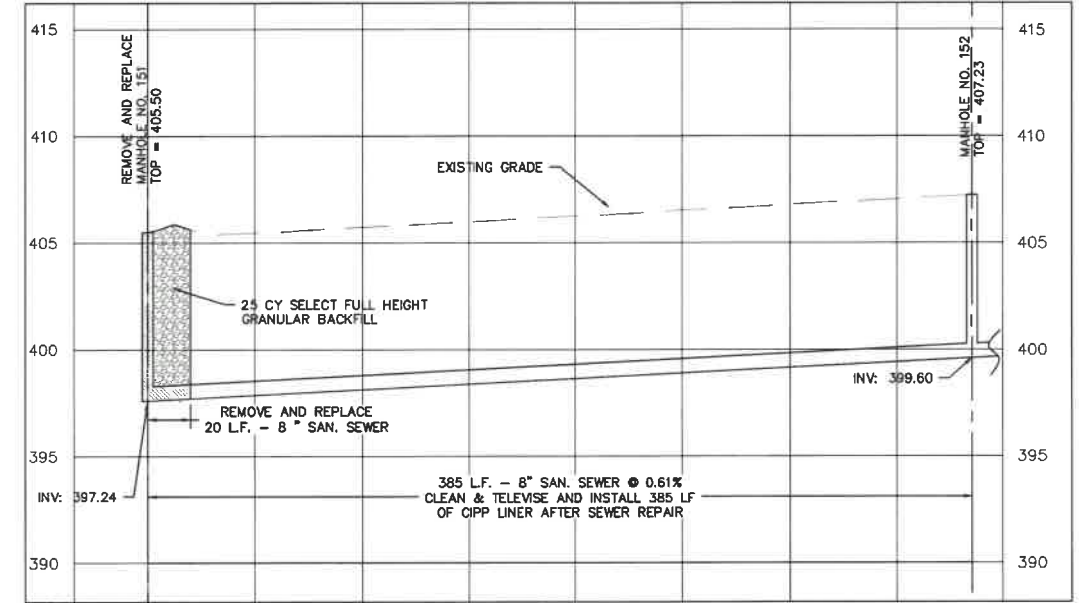 415
415
REMOVE AND REPLACE
MANHOLE NO. 151
TOP = 405.50
MANHOLE NO. 152
TOP = 407.23
410
410
EXISTING GRADE
405
405
25 CY SELECT FULL HEIGHT
GRANULAR BACKFILL
400
400
INV: 399.60
REMOVE AND REPLACE
20 L.F. – 8 " SAN. SEWER
395
395
385 L.F. – 8" SAN. SEWER @ 0.61%
INV: 397.24
CLEAN & TELEVISE AND INSTALL 385 LF
OF CIPP LINER AFTER SEWER REPAIR
390
390